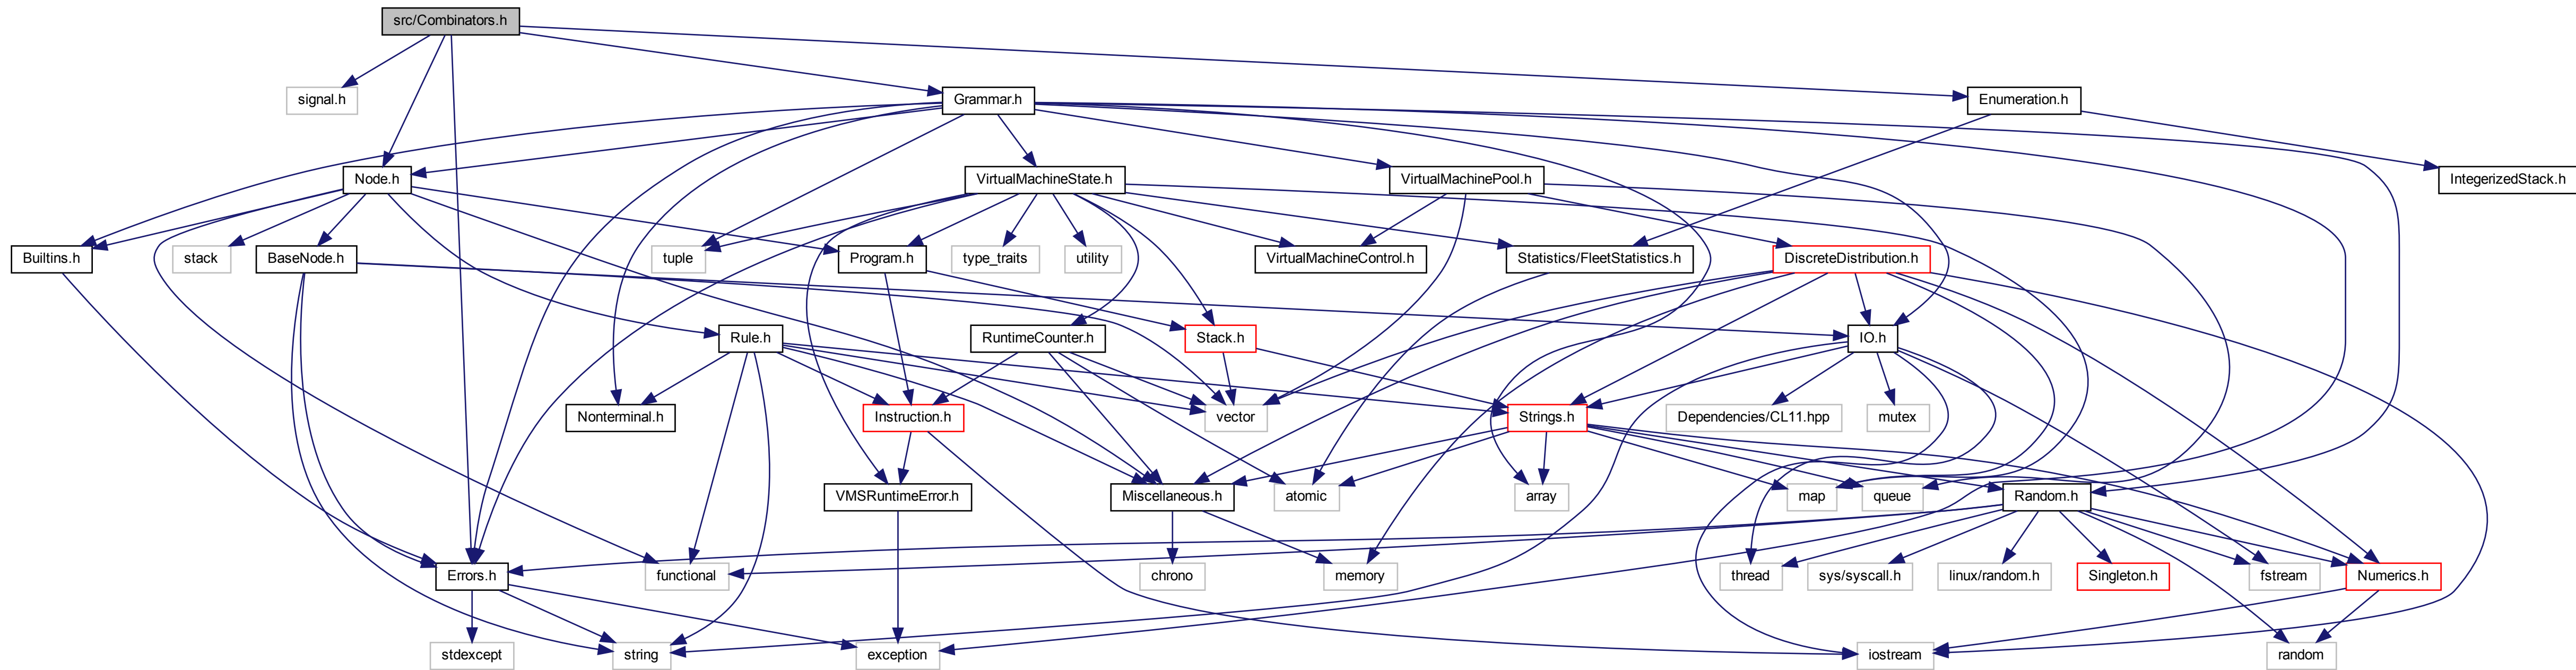 src/Combinators.h
signal.h
Grammar.h
Enumeration.h
Node.h
VirtualMachineState.h
VirtualMachinePool.h
IntegerizedStack.h
Builtins.h
stack
BaseNode.h
tuple
Program.h
type_traits
utility
VirtualMachineControl.h
Statistics/FleetStatistics.h
DiscreteDistribution.h
Rule.h
RuntimeCounter.h
Stack.h
IO.h
Nonterminal.h
Instruction.h
vector
Strings.h
Dependencies/CL11.hpp
mutex
VMSRuntimeError.h
Miscellaneous.h
atomic
array
map
queue
Random.h
Errors.h
functional
chrono
memory
thread
sys/syscall.h
linux/random.h
Singleton.h
fstream
Numerics.h
stdexcept
string
exception
iostream
random